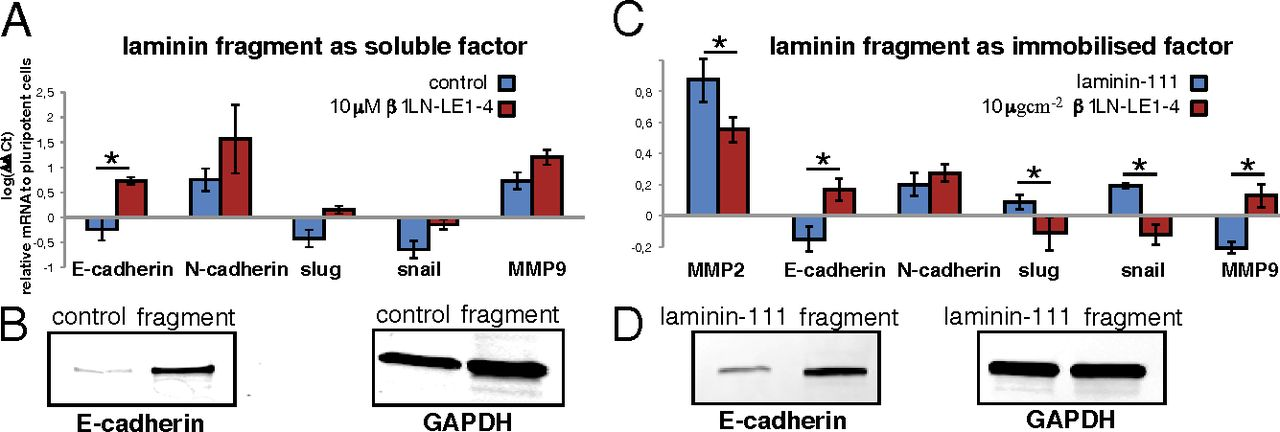 A
laminin fragment as soluble factor
control
10µM β1LN-LE1-4
log(ΔΔCt)
relative mRNA to pluripotent cells
2,5
2
1,5
1
0,5
0
-0,5
-1
*
E-cadherin N-cadherin slug snail MMP9
B
control fragment
E-cadherin
control fragment
GAPDH
C
laminin fragment as immobilised factor
laminin-111
10µgcm-2 β1LN-LE1-4
0,8
0,6
0,4
0,2
0
-0,2
* * * * *
MMP2 E-cadherin N-cadherin slug snail MMP9
D
laminin-111 fragment
E-cadherin
laminin-111 fragment
GAPDH